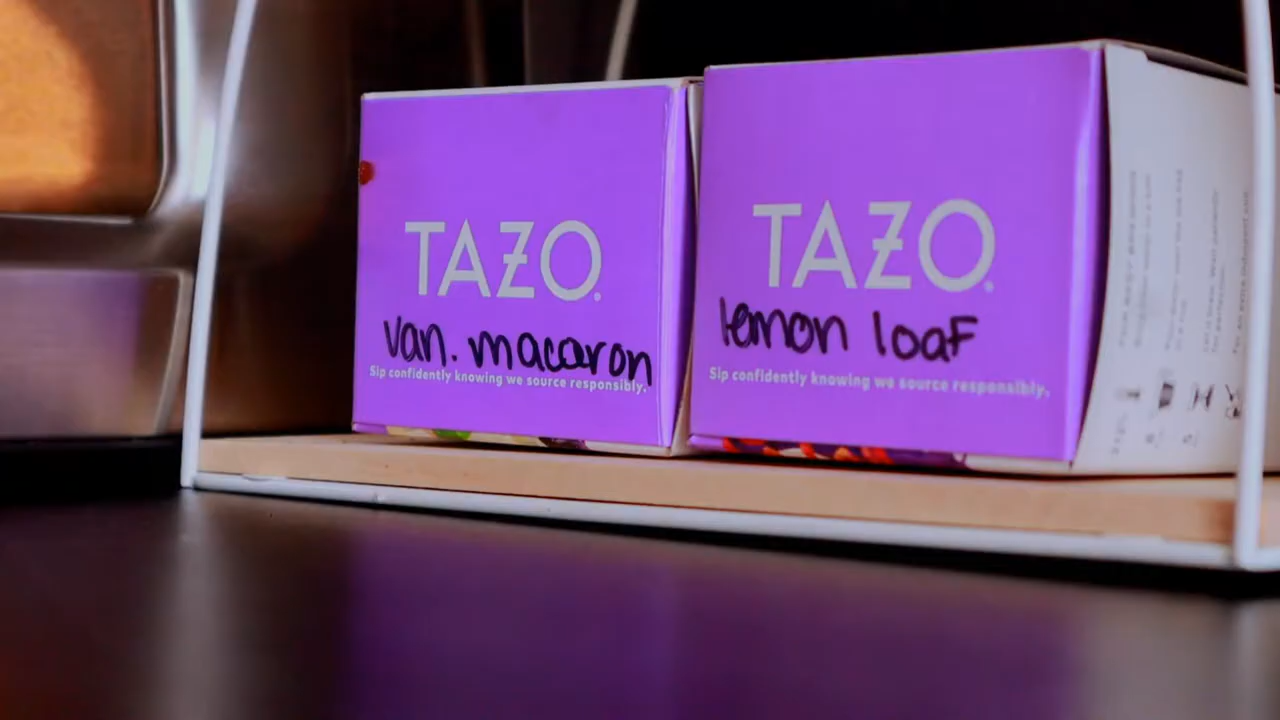 TAZO
van. macaron
Sip confidently knowing we source responsibly.
TAZO
lemon loaf
Sip confidently knowing we source responsibly.